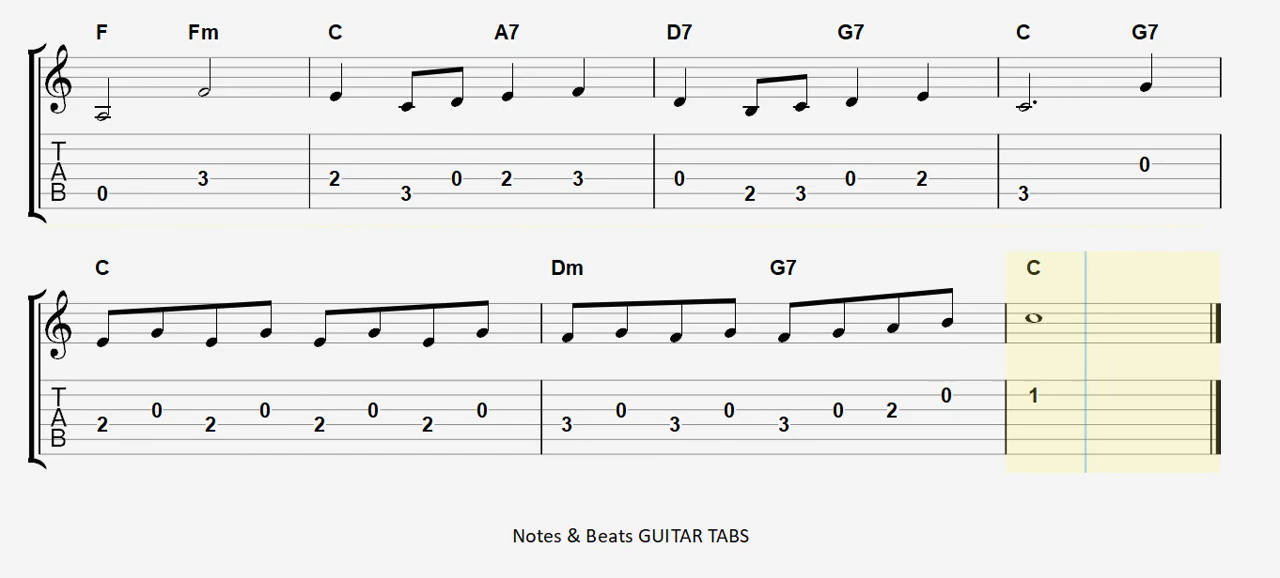 F Fm C A7 D7 G7 C G7
T
A
B
0 3 2 3 0 2 3 0 2 3 0 2 3 0
C Dm G7 C
T
A
B
2 0 2 0 2 0 2 0 3 0 3 0 3 0 2 0 1
Notes & Beats GUITAR TABS